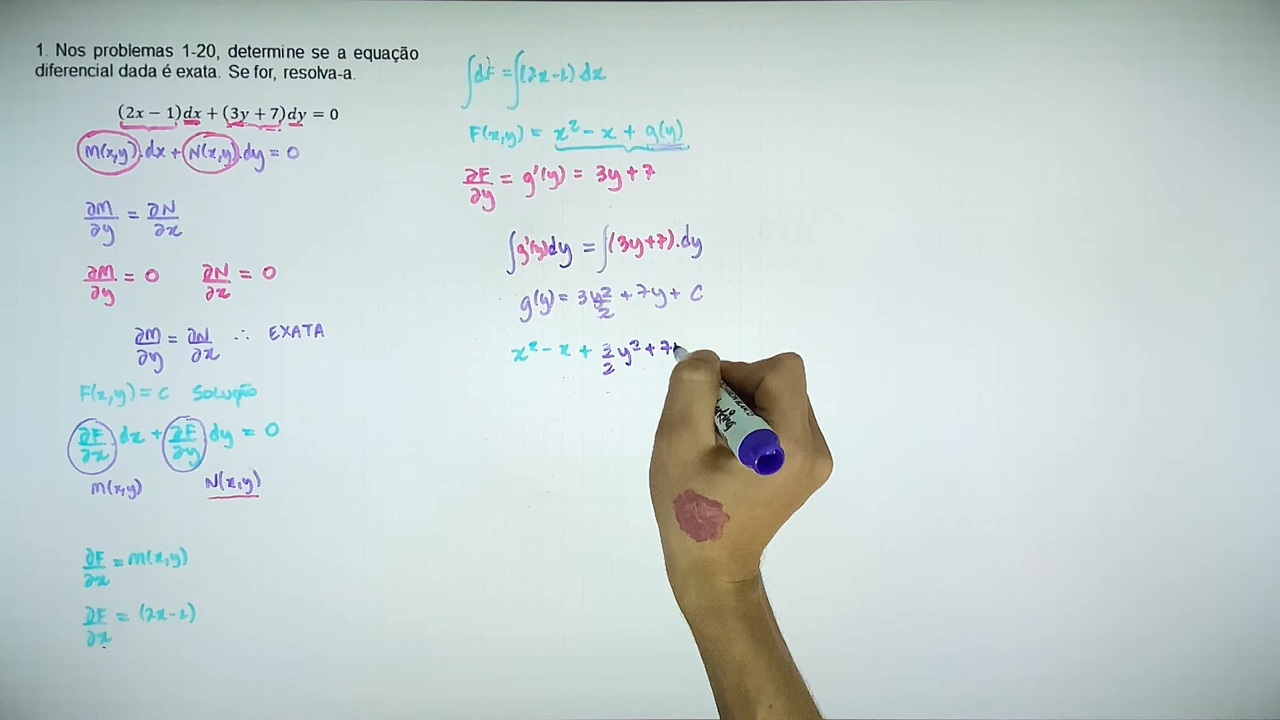 1. Nos problemas 1-20, determine se a equação
diferencial dada é exata. Se for, resolva-a.
(2x − 1)dx + (3y + 7)dy = 0
M(x,y).dx + N(x,y).dy = 0
∂M/∂y = ∂N/∂x
∂M/∂y = 0 ∂N/∂x = 0
∂M/∂y = ∂N/∂x ∴ EXATA
F(x,y) = C Solução
∂F/∂x dx + ∂F/∂y dy = 0
M(x,y) N(x,y)
∂F/∂x = M(x,y)
∂F/∂x = (2x-1)
∫dF = ∫(2x-1) dx
F(x,y) = x² - x + g(y)
∂F/∂y = g'(y) = 3y + 7
∫g'(y)dy = ∫(3y+7).dy
g(y) = 3y²/2 + 7y + C
x² - x + 3/2 y² + 7